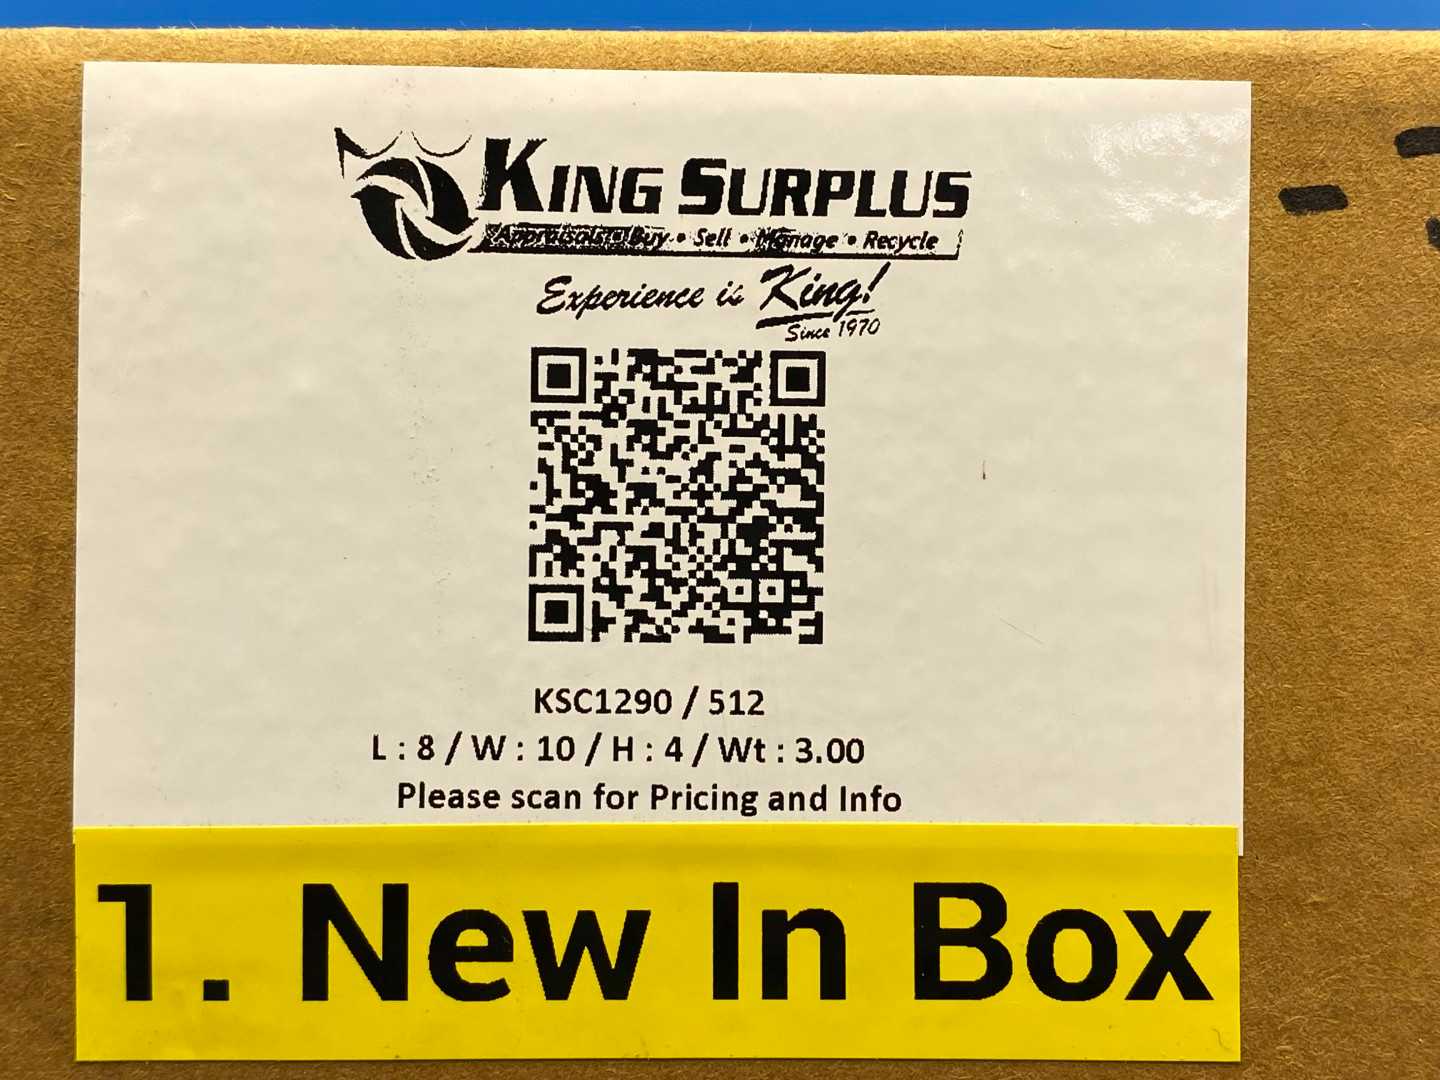 KING SURPLUS
Appraisals • Buy • Sell • Manage • Recycle
Experience is King!
Since 1970
KSC1290 / 512
L : 8 / W : 10 / H : 4 / Wt : 3.00
Please scan for Pricing and Info
1. New In Box